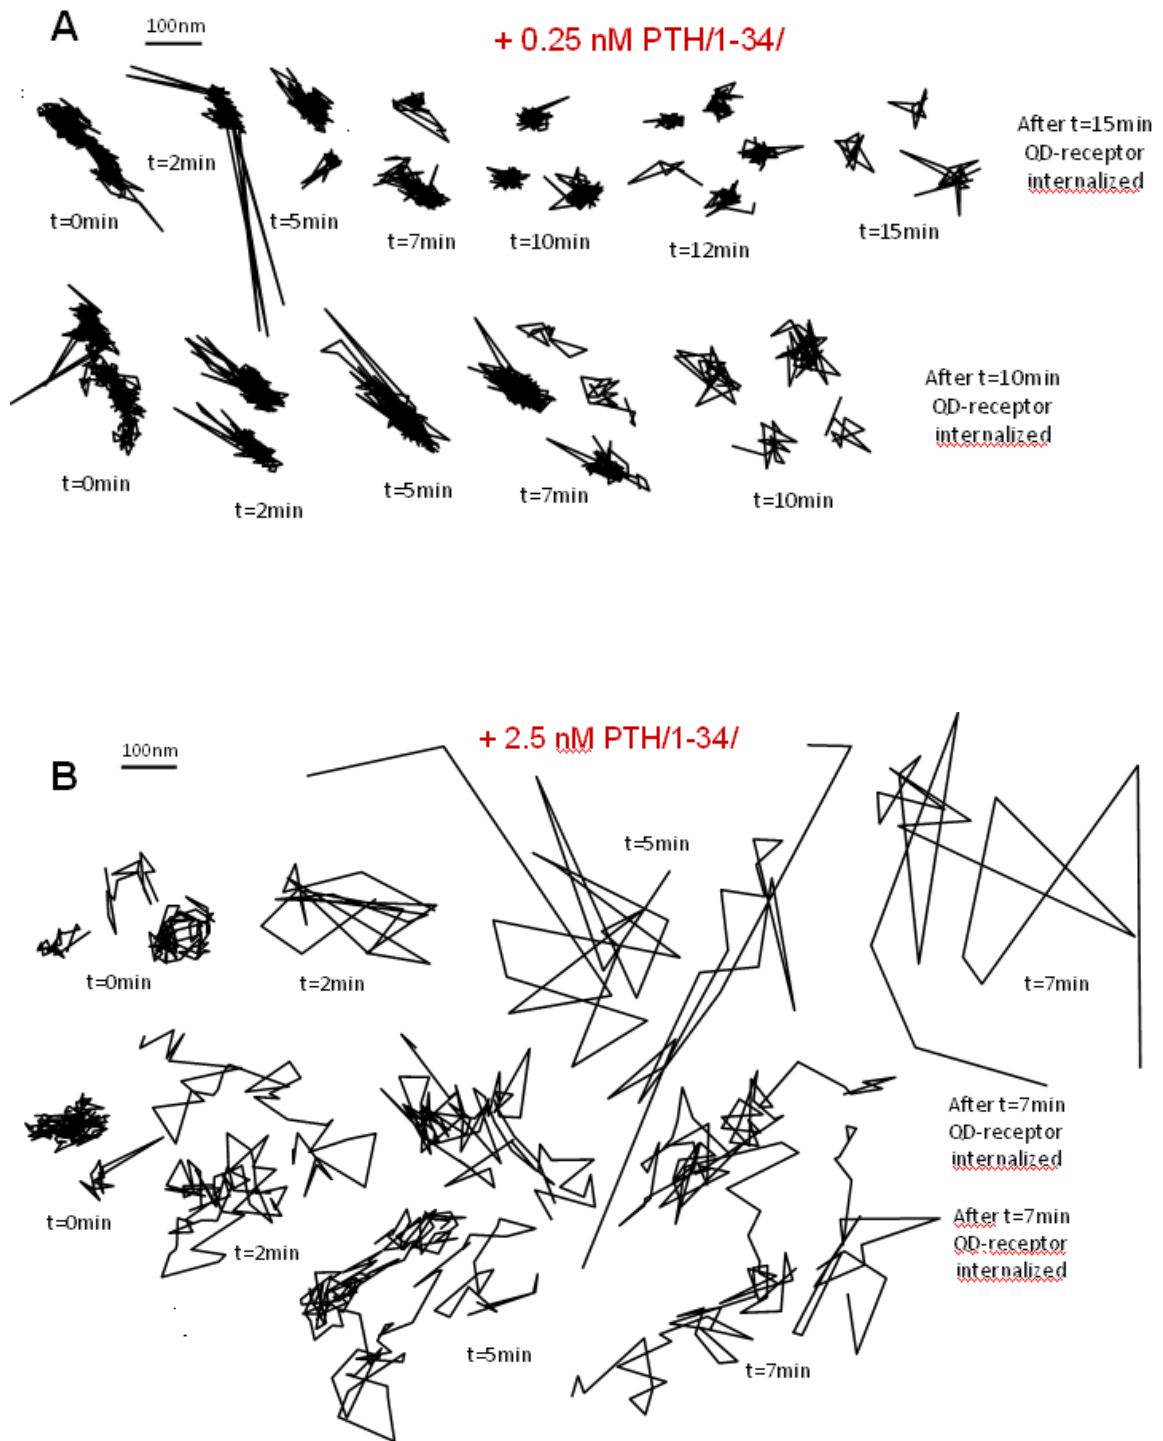 A
100nm
+ 0.25 nM PTH/1-34/
t=0min
t=2min
t=5min
t=7min
t=10min
t=12min
t=15min
After t=15min
QD-receptor
internalized
t=0min
t=2min
t=5min
t=7min
t=10min
After t=10min
QD-receptor
internalized
B
100nm
+ 2.5 nM PTH/1-34/
t=0min
t=2min
t=5min
t=7min
After t=7min
QD-receptor
internalized
t=0min
t=2min
t=5min
t=7min
After t=7min
QD-receptor
internalized